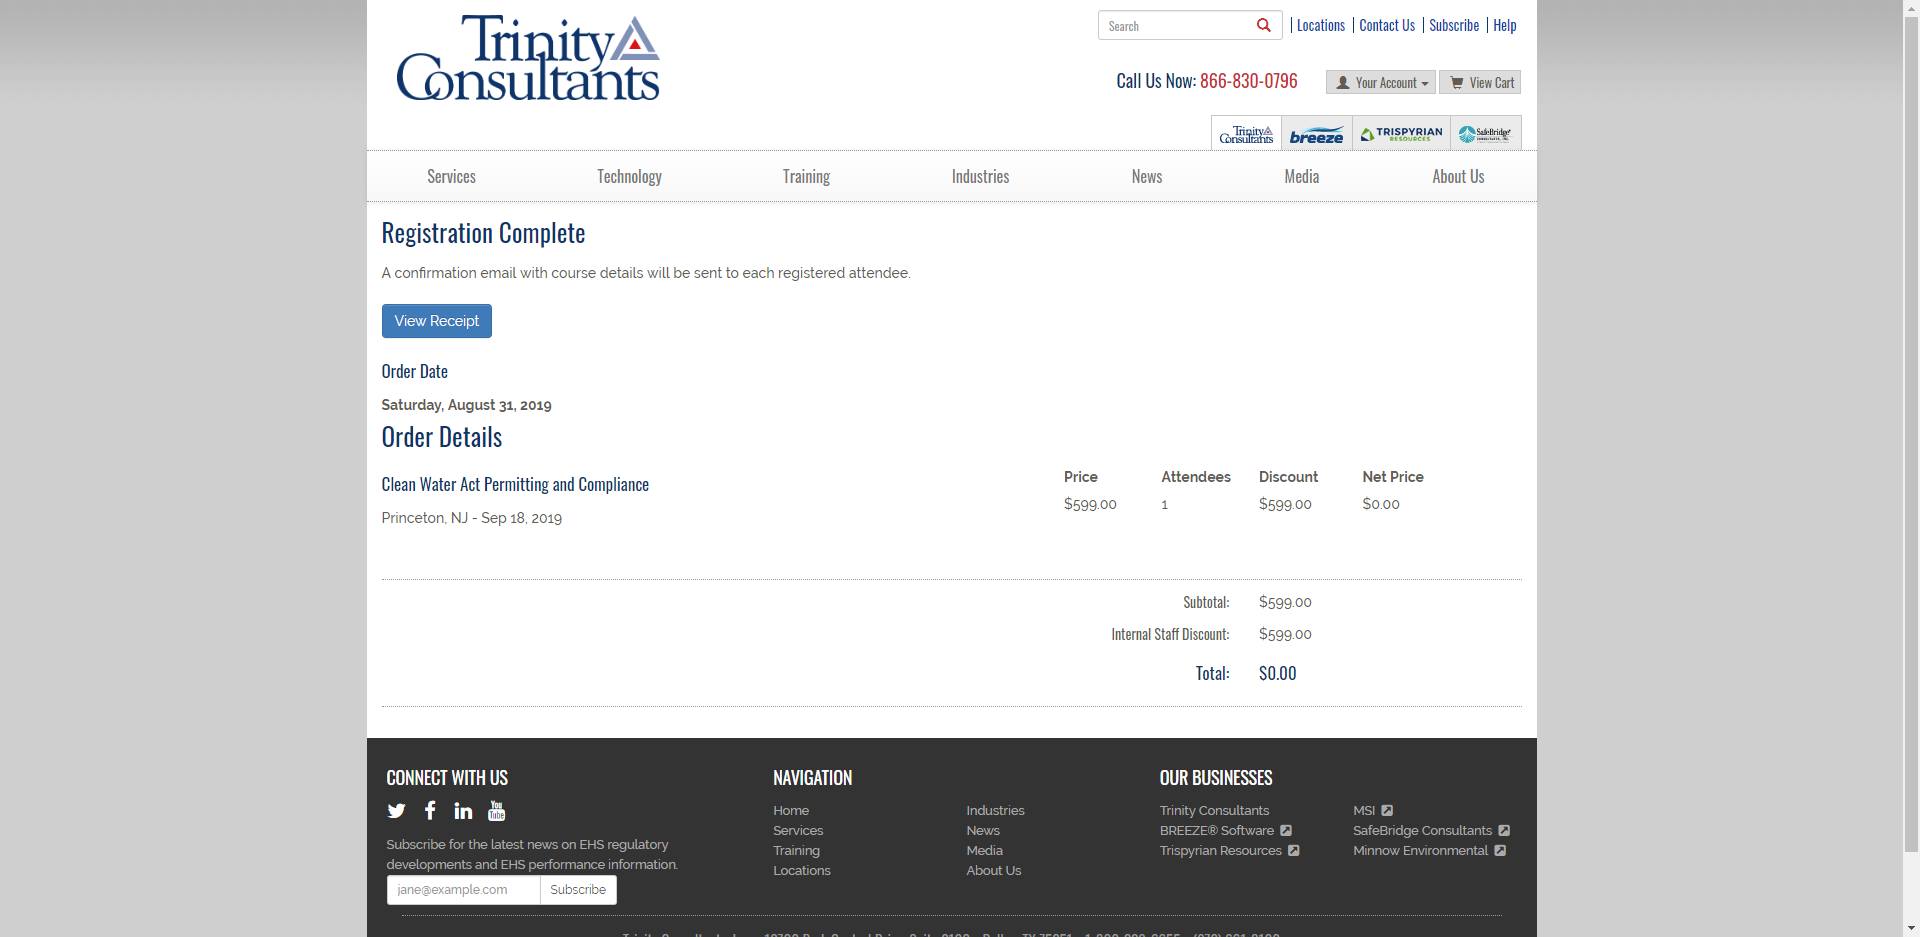 Trinity
Consultants
Search
Locations
Contact Us
Subscribe
Help
Call Us Now: 866-830-0796
Your Account
View Cart
Trinity
Consultants
breeze
TRISPYRIAN
RESOURCES
SafeBridge
Services
Technology
Training
Industries
News
Media
About Us
Registration Complete
A confirmation email with course details will be sent to each registered attendee.
View Receipt
Order Date
Saturday, August 31, 2019
Order Details
Price
Attendees
Discount
Net Price
Clean Water Act Permitting and Compliance
$599.00
1
$599.00
$0.00
Princeton, NJ - Sep 18, 2019
Subtotal:
$599.00
Internal Staff Discount:
$599.00
Total:
$0.00
CONNECT WITH US
You
Tube
Subscribe for the latest news on EHS regulatory
developments and EHS performance information.
jane@example.com
Subscribe
NAVIGATION
Home
Services
Training
Locations
Industries
News
Media
About Us
OUR BUSINESSES
Trinity Consultants
BREEZE® Software
Trispyrian Resources
MSI
SafeBridge Consultants
Minnow Environmental